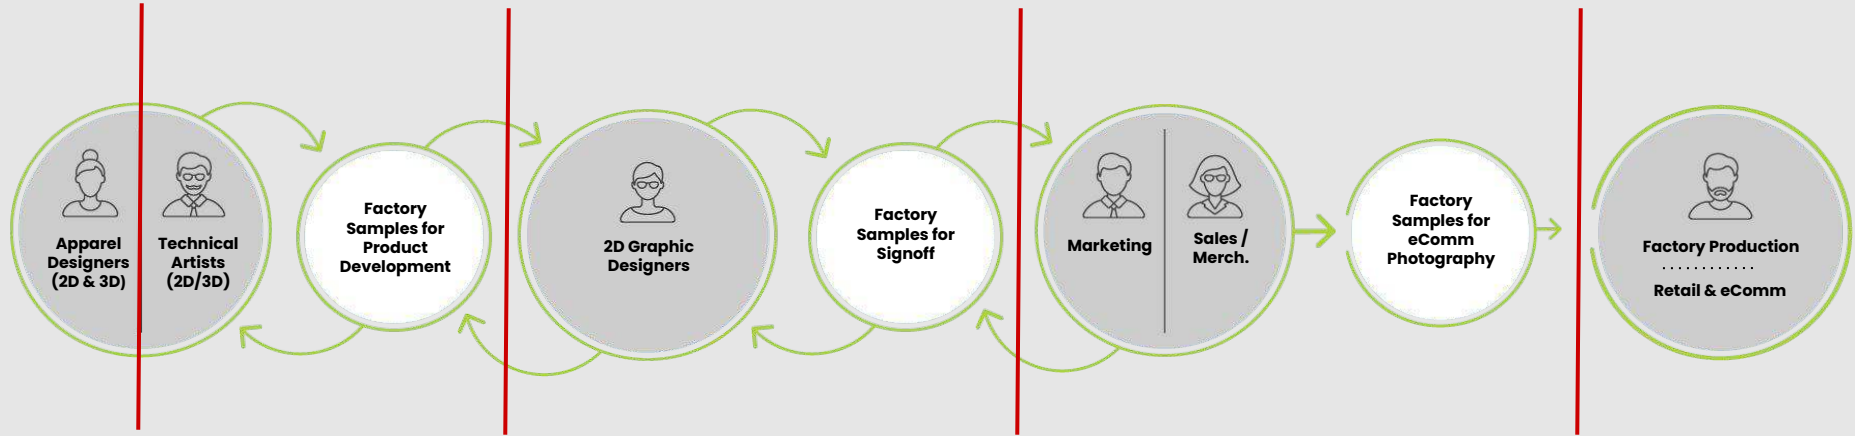 Apparel
Designers
(2D & 3D)
Technical
Artists
(2D/3D)
Factory
Samples for
Product
Development
2D Graphic
Designers
Factory
Samples for
Signoff
Marketing
Sales /
Merch.
Factory
Samples for
eComm
Photography
Factory Production
Retail & eComm